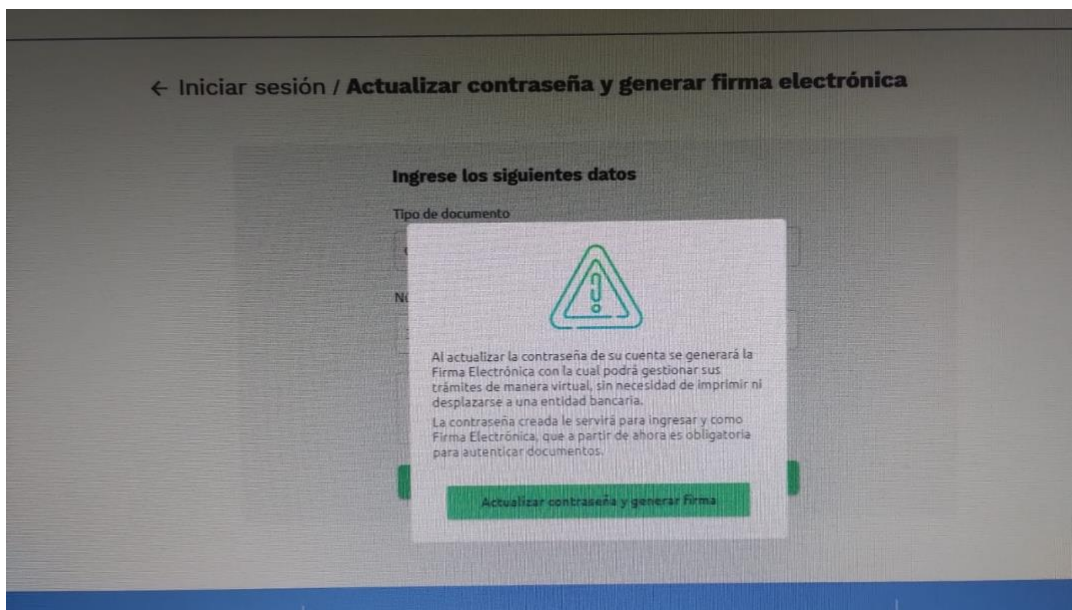 ← Iniciar sesión / Actualizar contraseña y generar firma electrónica
Ingrese los siguientes datos
Tipo de documento
Al actualizar la contraseña de su cuenta se generará la
Firma Electrónica con la cual podrá gestionar sus
trámites de manera virtual, sin necesidad de imprimir ni
desplazarse a una entidad bancaria.
La contraseña creada le servirá para ingresar y como
Firma Electrónica, que a partir de ahora es obligatoria
para autenticar documentos.
Actualizar contraseña y generar firma